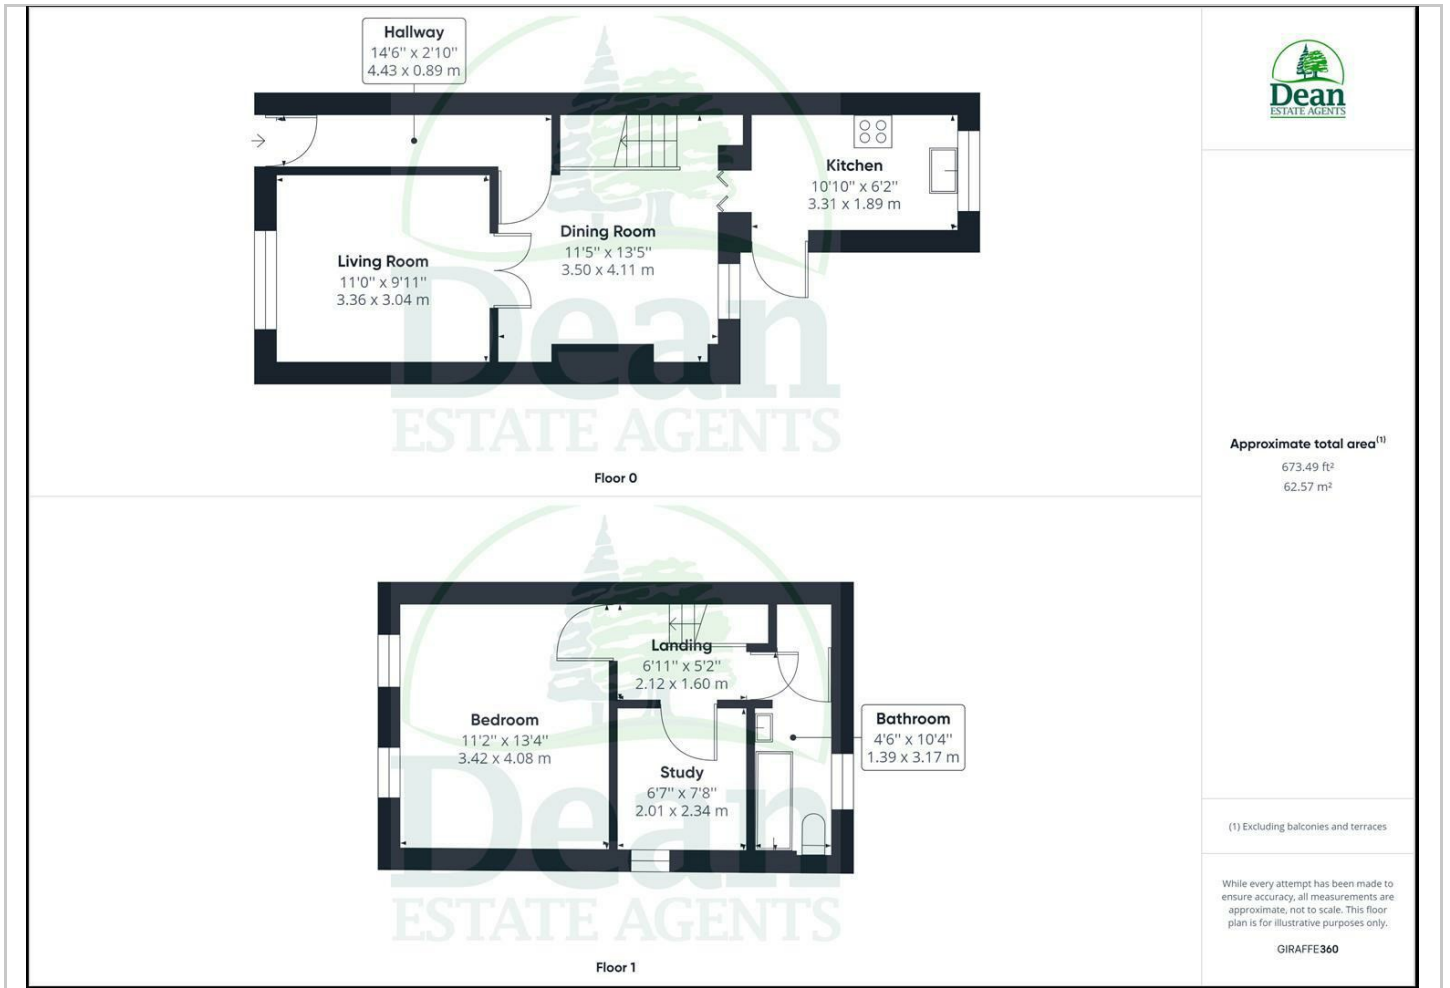 Hallway
14'6" x 2'10"
4.43 x 0.89 m
Kitchen
10'10" x 6'2"
3.31 x 1.89 m
Dining Room
11'5" x 13'5"
3.50 x 4.11 m
Living Room
11'0" x 9'11"
3.36 x 3.04 m
Dean
ESTATE AGENTS
Floor 0
Landing
6'11" x 5'2"
2.12 x 1.60 m
Bedroom
11'2" x 13'4"
3.42 x 4.08 m
Bathroom
4'6" x 10'4"
1.39 x 3.17 m
Study
6'7" x 7'8"
2.01 x 2.34 m
Dean
ESTATE AGENTS
Floor 1
Dean
ESTATE AGENTS
Approximate total area(1)
673.49 ft²
62.57 m²
(1) Excluding balconies and terraces
While every attempt has been made to
ensure accuracy, all measurements are
approximate, not to scale. This floor
plan is for illustrative purposes only.
GIRAFFE360